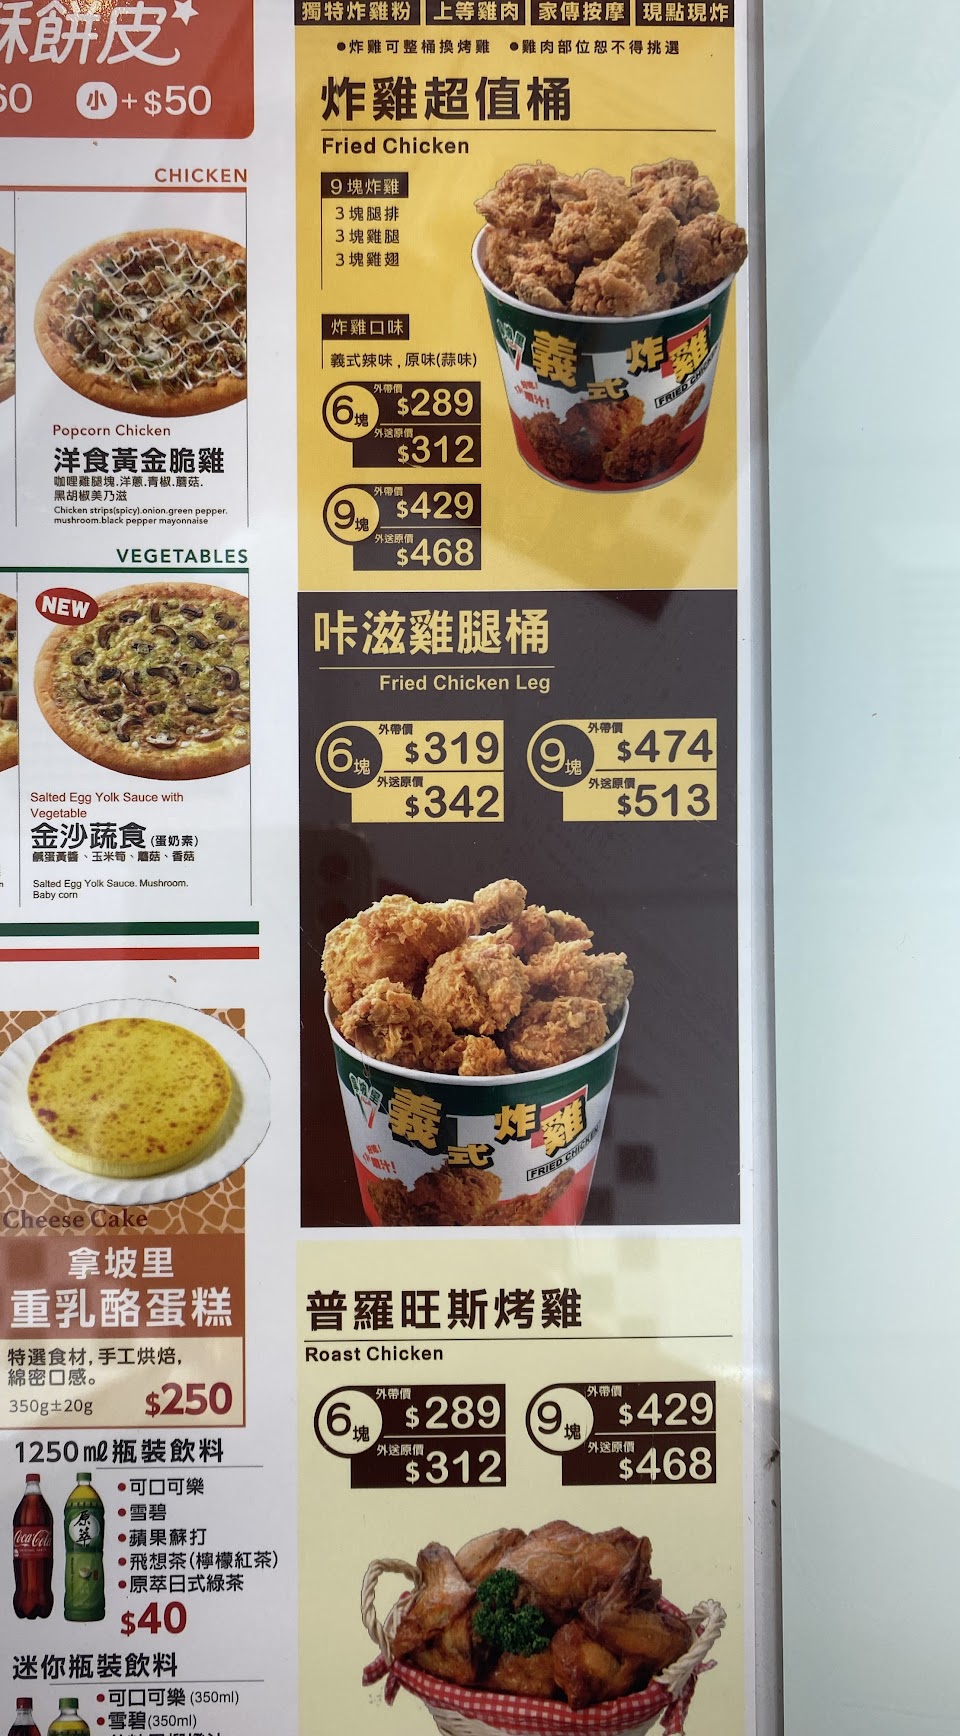 酥餅皮
60 小+$50
CHICKEN
Popcorn Chicken
洋食黃金脆雞
咖哩雞腿塊.洋蔥.青椒.蘑菇.
黑胡椒美乃滋
Chicken strips(spicy).onion.green pepper.
mushroom.black pepper mayonnaise
VEGETABLES
NEW
Salted Egg Yolk Sauce with
Vegetable
金沙蔬食(蛋奶素)
鹹蛋黃醬、玉米筍、蘑菇、香菇
Salted Egg Yolk Sauce. Mushroom.
Baby corn
Cheese Cake
拿坡里
重乳酪蛋糕
特選食材,手工烘焙,
綿密口感。
350g±20g $250
1250ml瓶裝飲料
•可口可樂
•雪碧
•蘋果蘇打
•飛想茶(檸檬紅茶)
•原萃日式綠茶
$40
Coca-Cola
原萃
迷你瓶裝飲料
•可口可樂(350ml)
•雪碧(350ml)
獨特炸雞粉 上等雞肉 家傳按摩 現點現炸
•炸雞可整桶換烤雞 •雞肉部位恕不得挑選
炸雞超值桶
Fried Chicken
9塊炸雞
3塊腿排
3塊雞腿
3塊雞翅
炸雞口味
義式辣味,原味(蒜味)
6塊 外帶價 $289
外送原價 $312
9塊 外帶價 $429
外送原價 $468
義式炸雞
FRIED CHICKEN
咔滋雞腿桶
Fried Chicken Leg
6塊 外帶價 $319
外送原價 $342
9塊 外帶價 $474
外送原價 $513
義式炸雞
FRIED CHICKEN
普羅旺斯烤雞
Roast Chicken
6塊 外帶價 $289
外送原價 $312
9塊 外帶價 $429
外送原價 $468